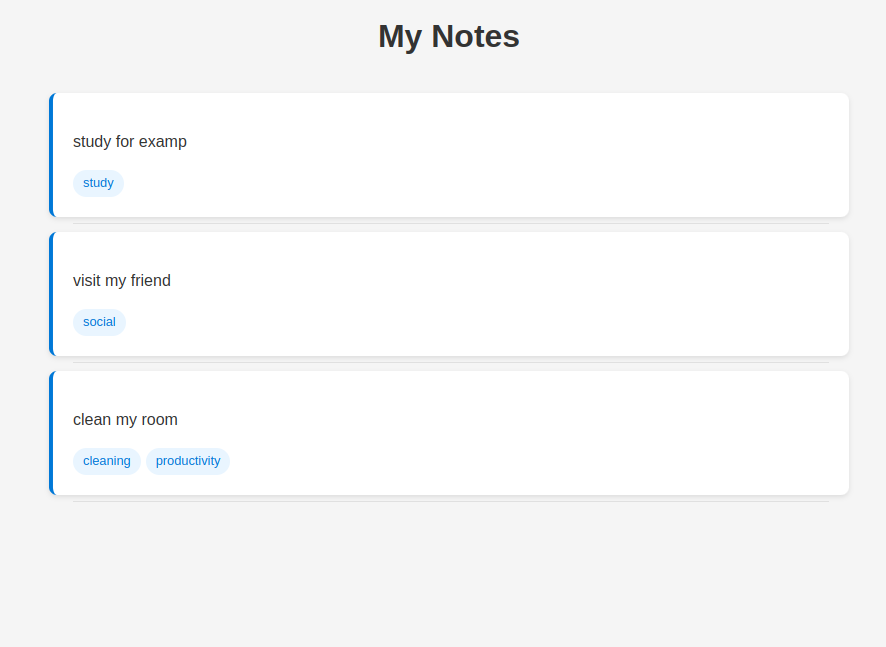 My Notes
study for examp
study
visit my friend
social
clean my room
cleaning productivity